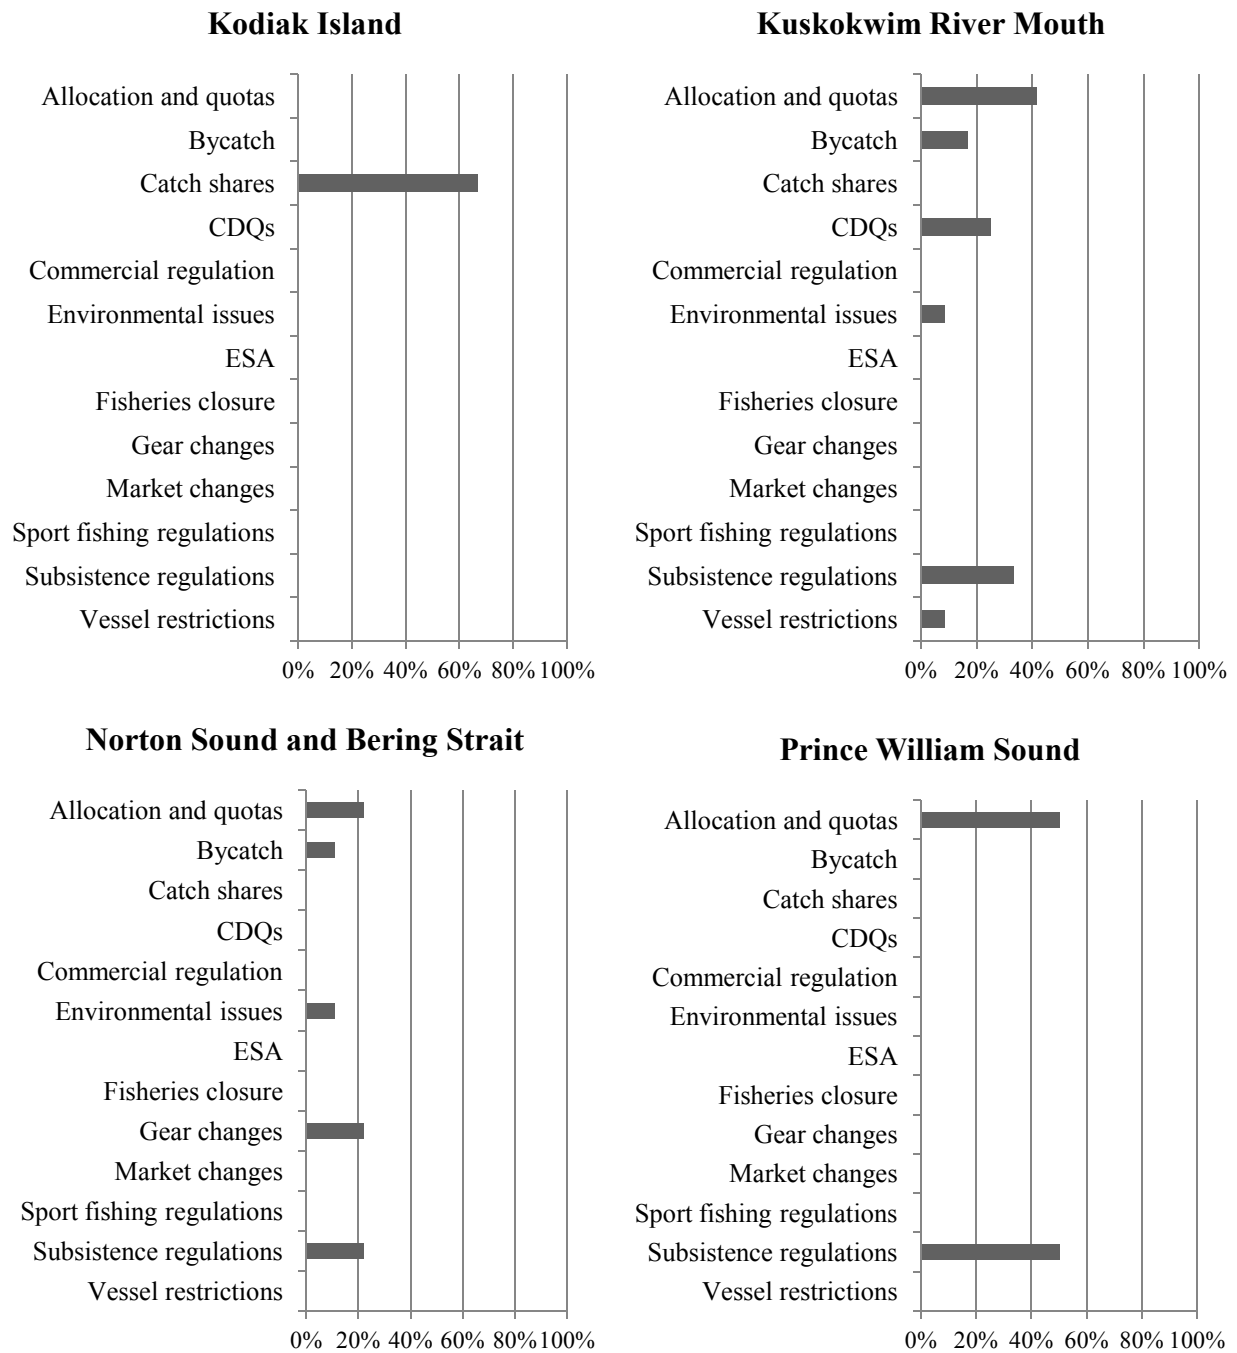 Kodiak Island
Allocation and quotas
Bycatch
Catch shares
CDQs
Commercial regulation
Environmental issues
ESA
Fisheries closure
Gear changes
Market changes
Sport fishing regulations
Subsistence regulations
Vessel restrictions
0% 20% 40% 60% 80% 100%
Kuskokwim River Mouth
Allocation and quotas
Bycatch
Catch shares
CDQs
Commercial regulation
Environmental issues
ESA
Fisheries closure
Gear changes
Market changes
Sport fishing regulations
Subsistence regulations
Vessel restrictions
0% 20% 40% 60% 80% 100%
Norton Sound and Bering Strait
Allocation and quotas
Bycatch
Catch shares
CDQs
Commercial regulation
Environmental issues
ESA
Fisheries closure
Gear changes
Market changes
Sport fishing regulations
Subsistence regulations
Vessel restrictions
0% 20% 40% 60% 80% 100%
Prince William Sound
Allocation and quotas
Bycatch
Catch shares
CDQs
Commercial regulation
Environmental issues
ESA
Fisheries closure
Gear changes
Market changes
Sport fishing regulations
Subsistence regulations
Vessel restrictions
0% 20% 40% 60% 80% 100%